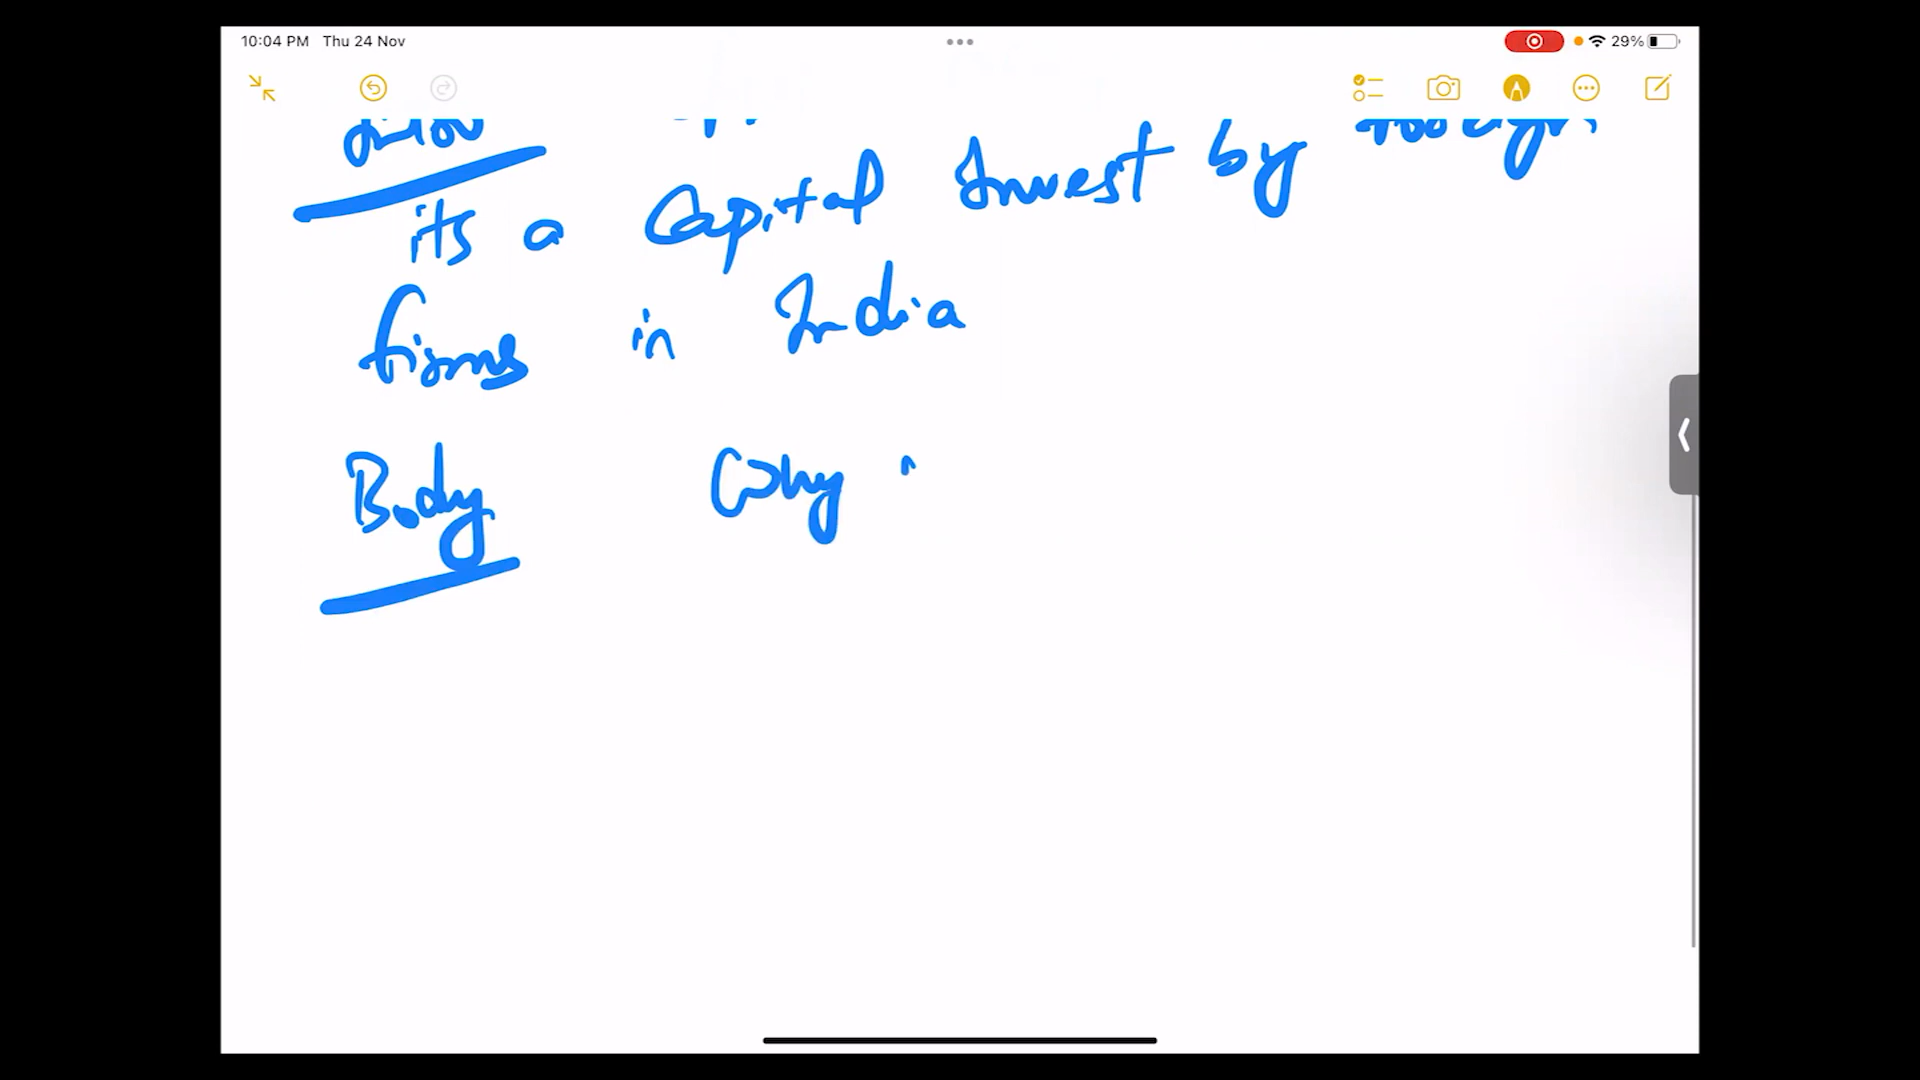 10:04 PM Thu 24 Nov
29%
its a Capital Invest by
firms in India
Body Why